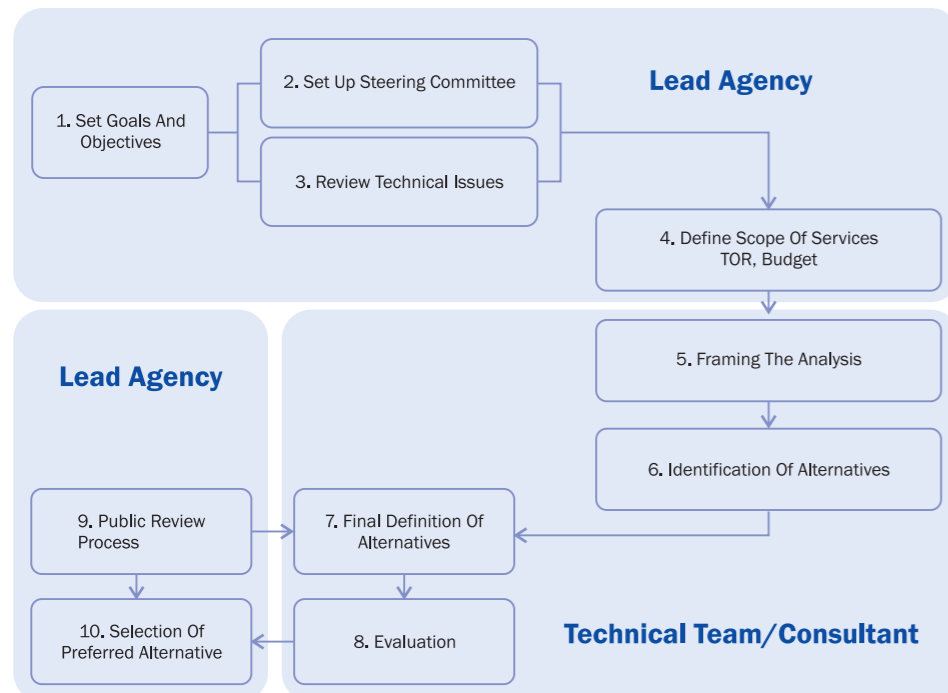 Lead Agency
1. Set Goals And
Objectives
2. Set Up Steering Committee
3. Review Technical Issues
4. Define Scope Of Services
TOR, Budget
Lead Agency
5. Framing The Analysis
6. Identification Of Alternatives
9. Public Review
Process
7. Final Definition Of
Alternatives
10. Selection Of
Preferred Alternative
8. Evaluation
Technical Team/Consultant